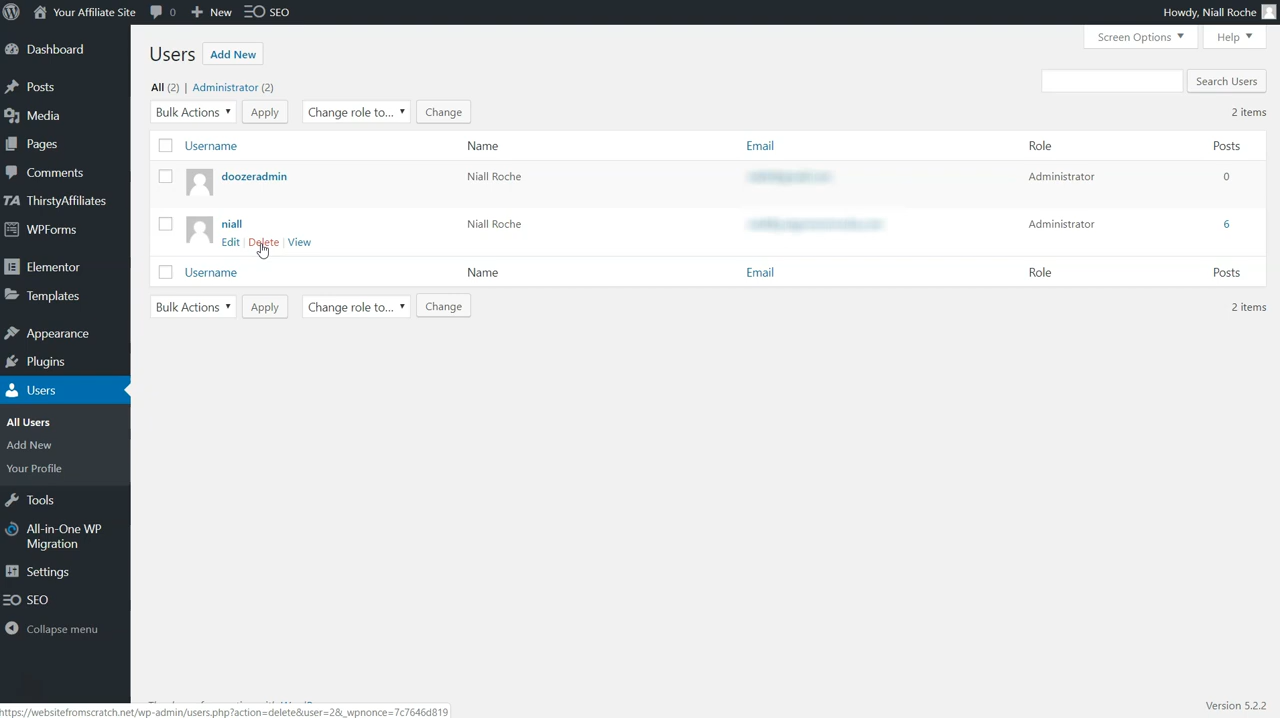 Your Affiliate Site 0 New SEO Howdy, Niall Roche
Dashboard
Posts
Media
Pages
Comments
ThirstyAffiliates
WPForms
Elementor
Templates
Appearance
Plugins
Users
All Users
Add New
Your Profile
Tools
All-in-One WP
Migration
Settings
SEO
Collapse menu
Screen Options Help
Users Add New
All (2) | Administrator (2)
Search Users
Bulk Actions Apply Change role to... Change 2 items
Username Name Email Role Posts
doozeradmin Niall Roche Administrator 0
niall Niall Roche Administrator 6
Edit | Delete | View
Username Name Email Role Posts
Bulk Actions Apply Change role to... Change 2 items
https://websitefromscratch.net/wp-admin/users.php?action=delete&user=2&_wpnonce=7c7646d819
Version 5.2.2